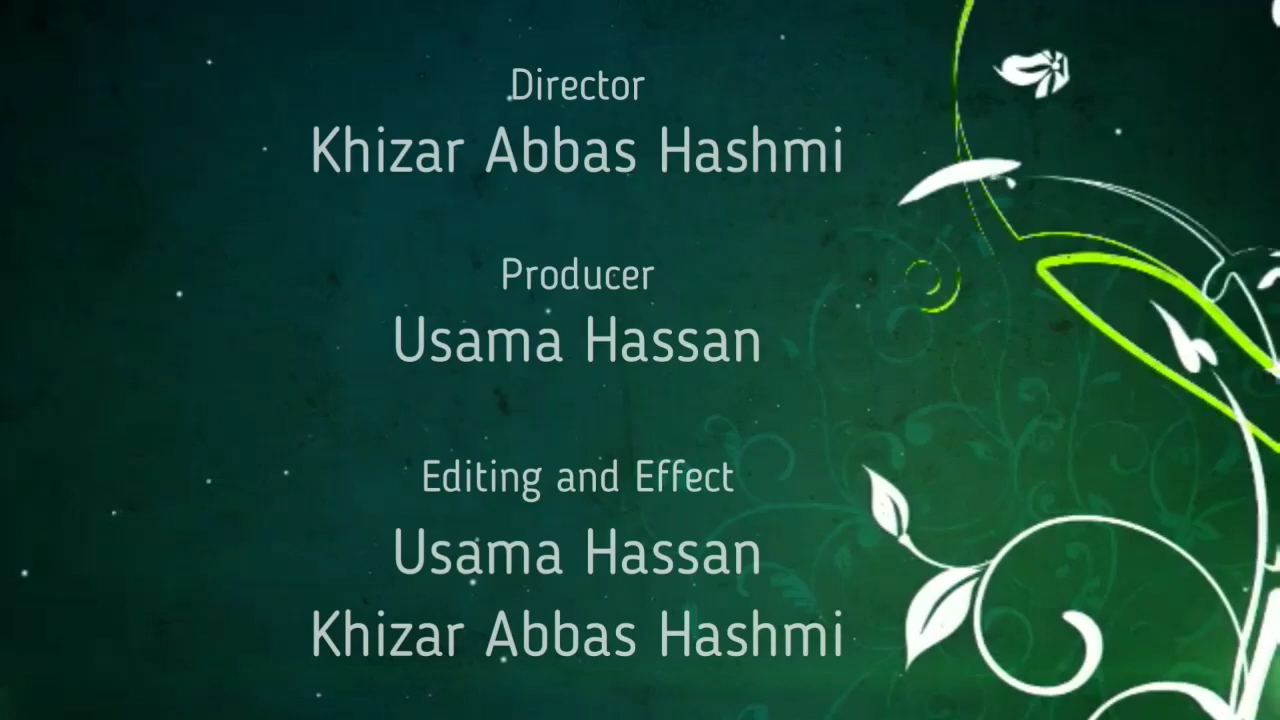 Director
Khizar Abbas Hashmi
Producer
Usama Hassan
Editing and Effect
Usama Hassan
Khizar Abbas Hashmi